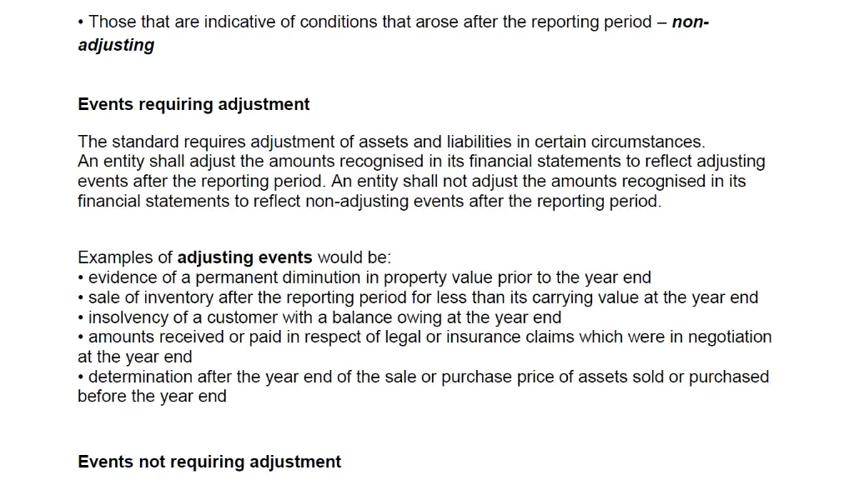 • Those that are indicative of conditions that arose after the reporting period – non-
adjusting
Events requiring adjustment
The standard requires adjustment of assets and liabilities in certain circumstances.
An entity shall adjust the amounts recognised in its financial statements to reflect adjusting
events after the reporting period. An entity shall not adjust the amounts recognised in its
financial statements to reflect non-adjusting events after the reporting period.
Examples of adjusting events would be:
• evidence of a permanent diminution in property value prior to the year end
• sale of inventory after the reporting period for less than its carrying value at the year end
• insolvency of a customer with a balance owing at the year end
• amounts received or paid in respect of legal or insurance claims which were in negotiation
at the year end
• determination after the year end of the sale or purchase price of assets sold or purchased
before the year end
Events not requiring adjustment